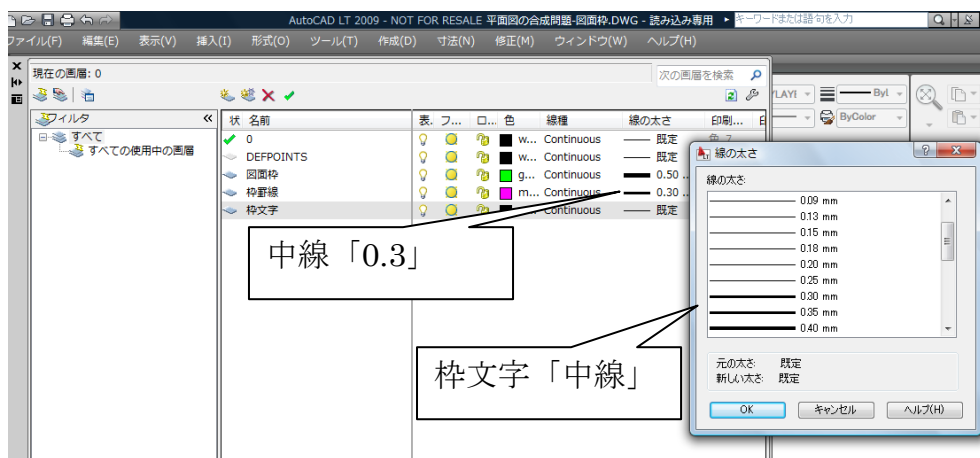 AutoCAD LT 2009 - NOT FOR RESALE 平面図の合成問題-図面枠.DWG - 読み込み専用
キーワードまたは語句を入力
ファイル(F) 編集(E) 表示(V) 挿入(I) 形式(O) ツール(T) 作成(D) 寸法(N) 修正(M) ウィンドウ(W) ヘルプ(H)
現在の画層: 0
次の画層を検索
フィルタ
すべて
すべての使用中の画層
状 名前 表. フ... ロ... 色 線種 線の太さ 印刷...
0 w... Continuous 既定 色_7
DEFPOINTS w... Continuous 既定
図面枠 g... Continuous 0.50 ...
枠罫線 m... Continuous 0.30 ...
枠文字 Continuous 既定
ByL
ByColor
中線「0.3」
枠文字「中線」
線の太さ
線の太さ:
0.09 mm
0.13 mm
0.15 mm
0.18 mm
0.20 mm
0.25 mm
0.30 mm
0.35 mm
0.40 mm
元の太さ: 既定
新しい太さ: 既定
OK キャンセル ヘルプ(H)